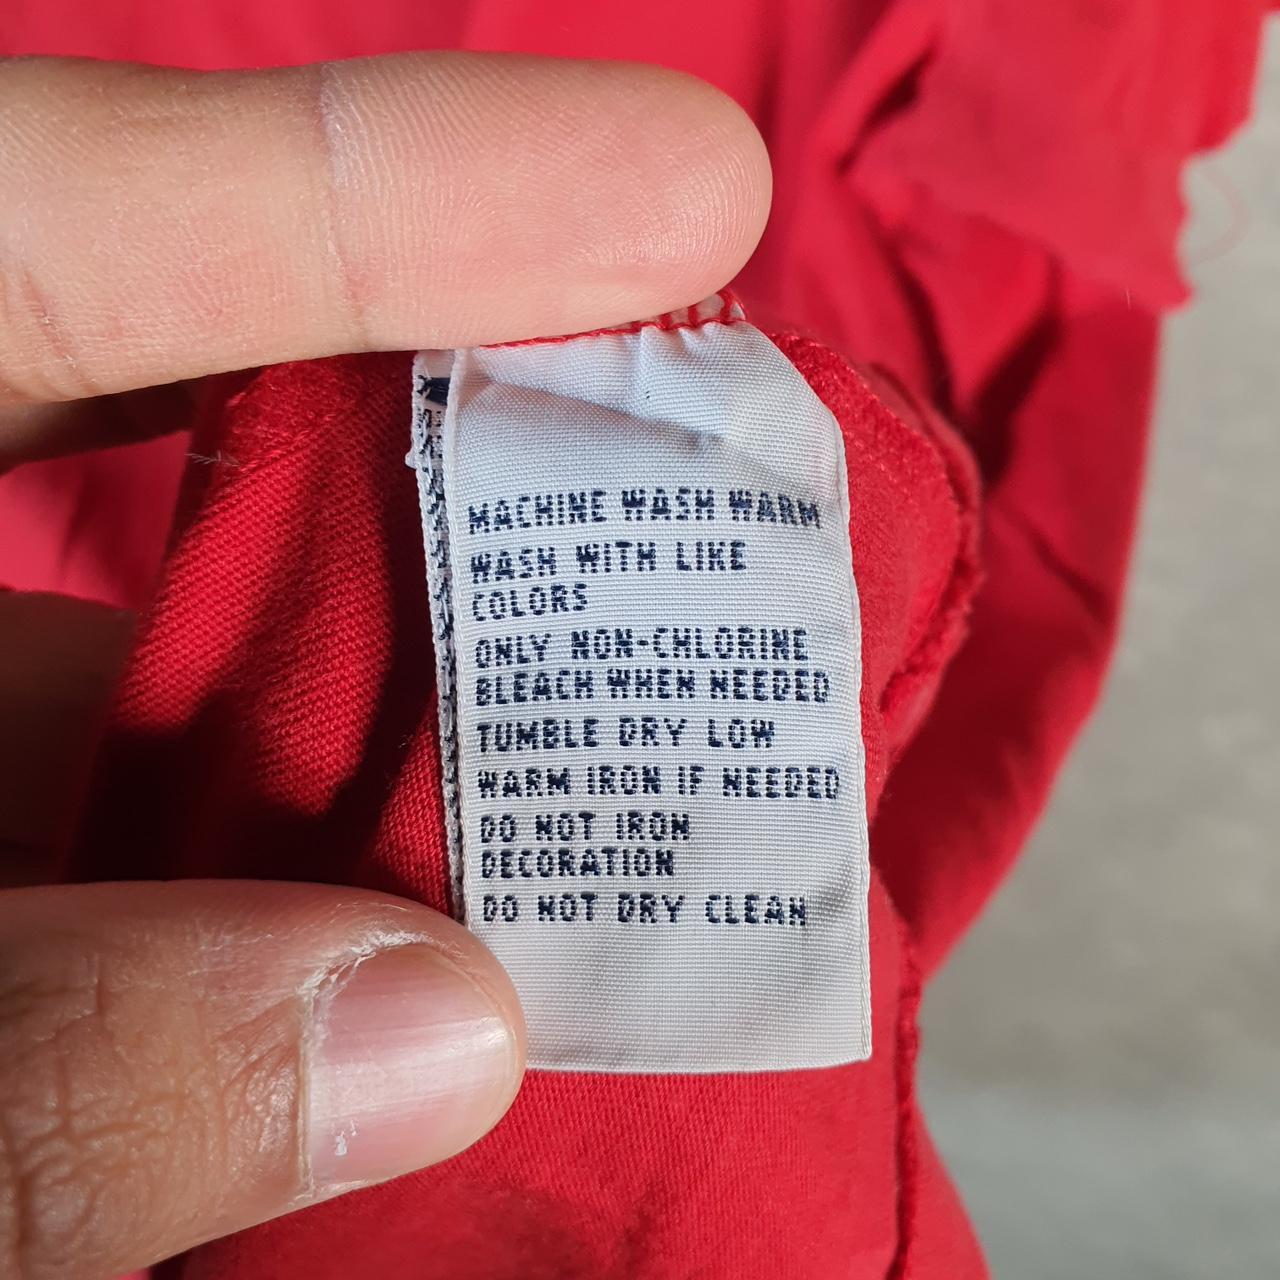 MACHINE WASH WARM
WASH WITH LIKE
COLORS
ONLY NON-CHLORINE
BLEACH WHEN NEEDED
TUMBLE DRY LOW
WARM IRON IF NEEDED
DO NOT IRON
DECORATION
DO NOT DRY CLEAN